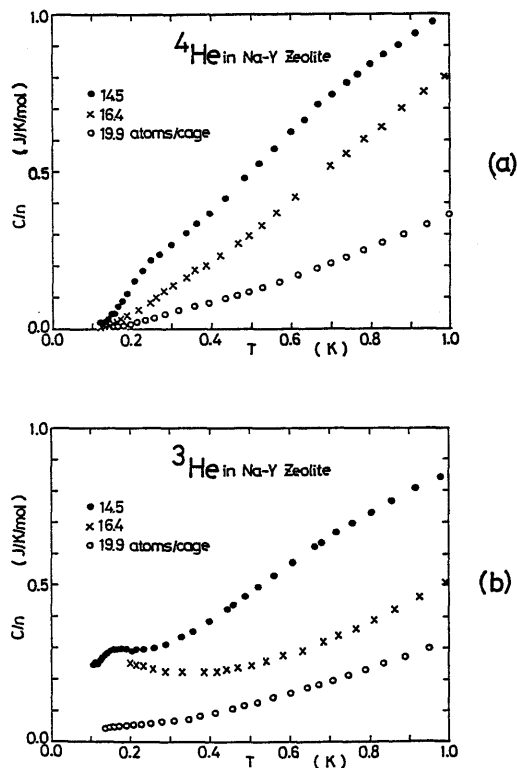 ⁴He in Na-Y Zeolite
● 14.5
× 16.4
○ 19.9 atoms/cage
C/n (J/K/mol)
1.0
0.5
0.0
0.2 0.4 0.6 0.8 1.0
T (K)
(a)
³He in Na-Y Zeolite
● 14.5
× 16.4
○ 19.9 atoms/cage
C/n (J/K/mol)
1.0
0.5
0.0
0.0 0.2 0.4 0.6 0.8 1.0
T (K)
(b)